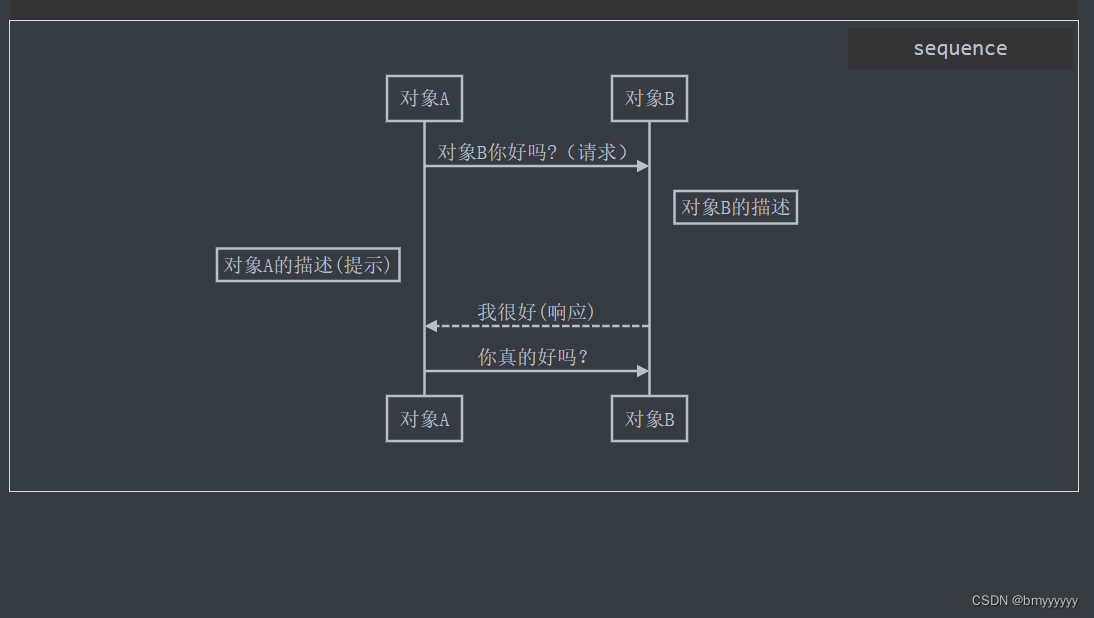 sequence
对象A
对象B
对象B你好吗?（请求）
对象B的描述
对象A的描述(提示)
我很好(响应)
你真的好吗？
对象A
对象B
CSDN @bmyyyyyy